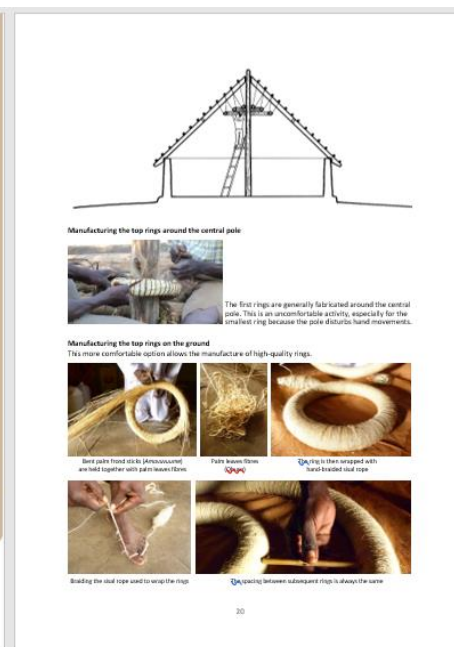 Manufacturing the top rings around the central pole
The first rings are generally fabricated around the central
pole. This is an uncomfortable activity, especially for the
smallest ring because the pole disturbs hand movements.
Manufacturing the top rings on the ground
This more comfortable option allows the manufacture of high-quality rings.
Bent palm frond sticks
are held together with palm leaves fibres
Palm leaves fibres
ring is then wrapped with
hand-braided sisal rope
Braiding the sisal rope used to wrap the rings
spacing between subsequent rings is always the same
20